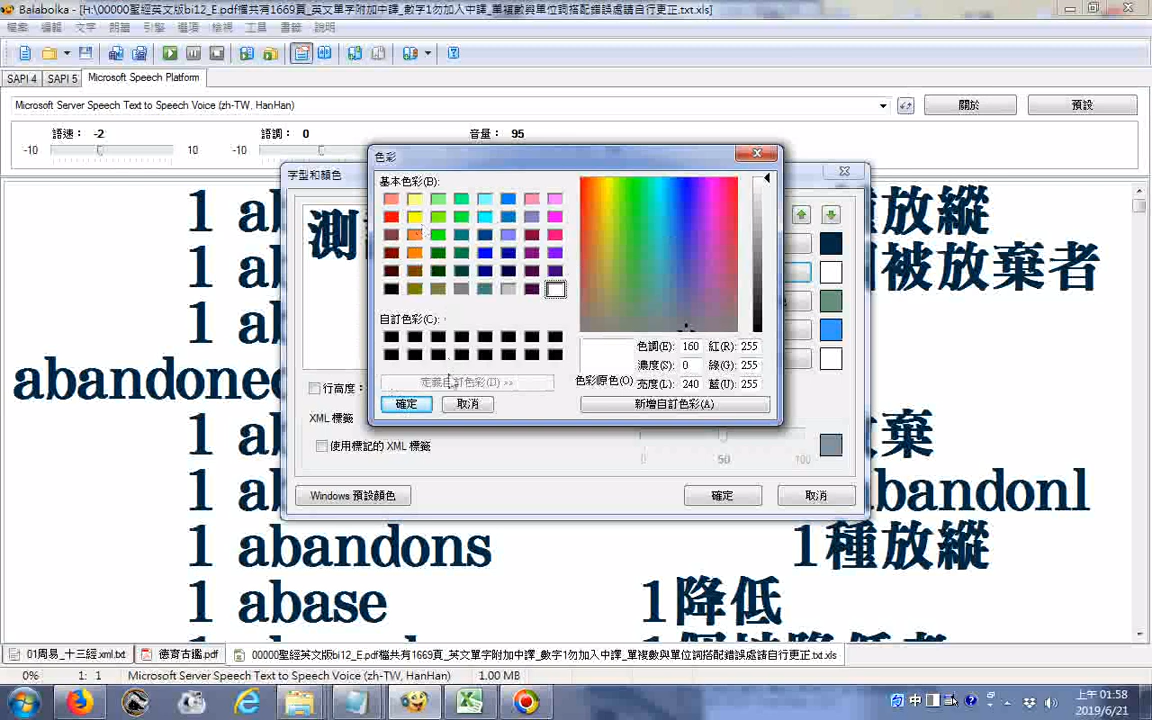 Balabolka - [H:\00000聖經英文版bi12_E.pdf檔共有1669頁_英文單字附加中譯_數字1勿加入中譯_單複數與單位詞搭配錯誤處請自行更正.txt.xls]
檔案 編輯 文字 朗讀 引擎 選項 檢視 工具 書籤 說明
SAPI 4 SAPI 5 Microsoft Speech Platform
Microsoft Server Speech Text to Speech Voice (zh-TW, HanHan) 關於 預設
語速： -2 語調： 0 音量： 95
-10 10 -10
色彩
字型和顏色
基本色彩(B):
測
自訂色彩(C):
色調(E): 160 紅(R): 255
濃度(S): 0 綠(G): 255
色彩|原色(O) 亮度(L): 240 藍(U): 255
定義自訂色彩(D) >>
確定 取消 新增自訂色彩(A)
行高度：
XML 標籤
使用標記的 XML 標籤
0 50 100
Windows 預設顏色 確定 取消
1 ab 放縱
1 ab 被放棄者
abandoned
1 ab 棄
1 ab abandonl
1 abandons 1種放縱
1 abase 1降低
01周易_十三經.xml.txt 德育古鑑.pdf 00000聖經英文版bi12_E.pdf檔共有1669頁_英文單字附加中譯_數字1勿加入中譯_單複數與單位詞搭配錯誤處請自行更正.txt.xls
0% 1: 1 Microsoft Server Speech Text to Speech Voice (zh-TW, HanHan) 1.00 MB
中 上午 01:58
2019/6/21